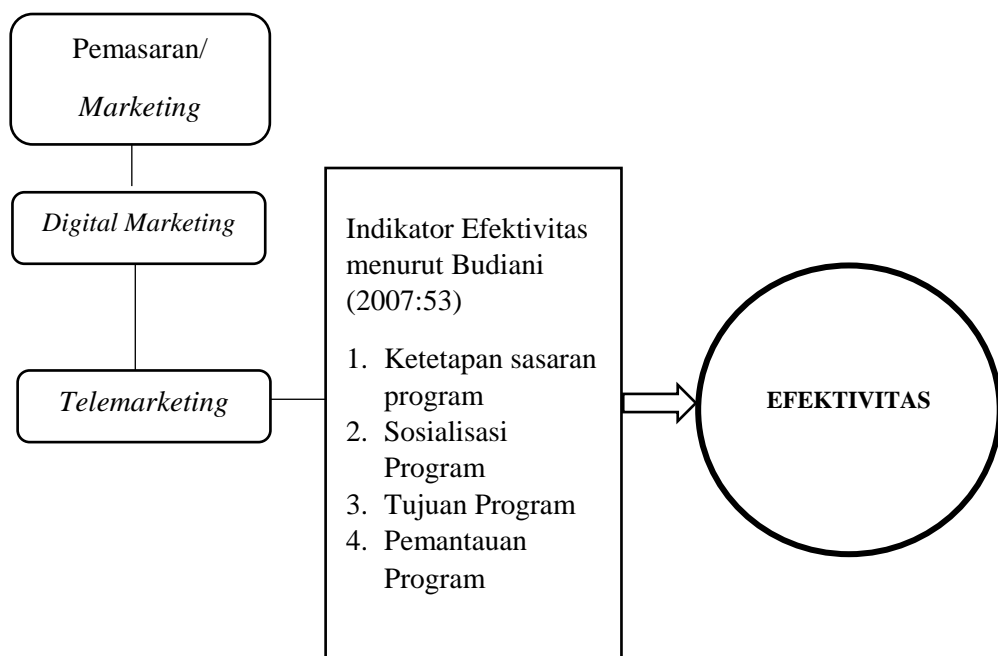 Pemasaran/
Marketing
Digital Marketing
Telemarketing
Indikator Efektivitas
menurut Budiani
(2007:53)
1. Ketetapan sasaran
program
2. Sosialisasi
Program
3. Tujuan Program
4. Pemantauan
Program
EFEKTIVITAS